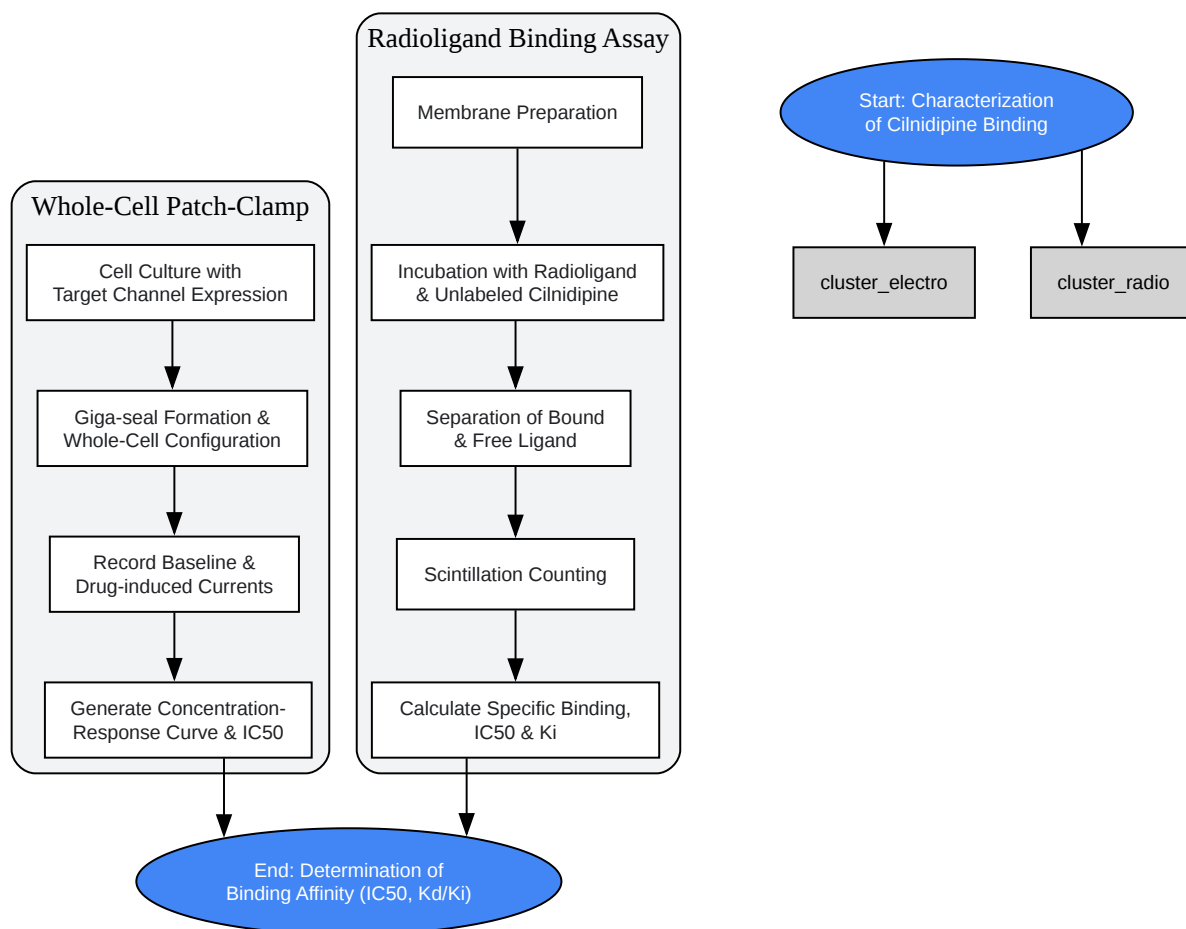 Radioligand Binding Assay
Membrane Preparation
Incubation with Radioligand
& Unlabeled Cilnidipine
Separation of Bound
& Free Ligand
Scintillation Counting
Calculate Specific Binding,
IC50 & Ki
Whole-Cell Patch-Clamp
Cell Culture with
Target Channel Expression
Giga-seal Formation &
Whole-Cell Configuration
Record Baseline &
Drug-induced Currents
Generate Concentration-
Response Curve & IC50
End: Determination of
Binding Affinity (IC50, Kd/Ki)
Start: Characterization
of Cilnidipine Binding
cluster_electro
cluster_radio